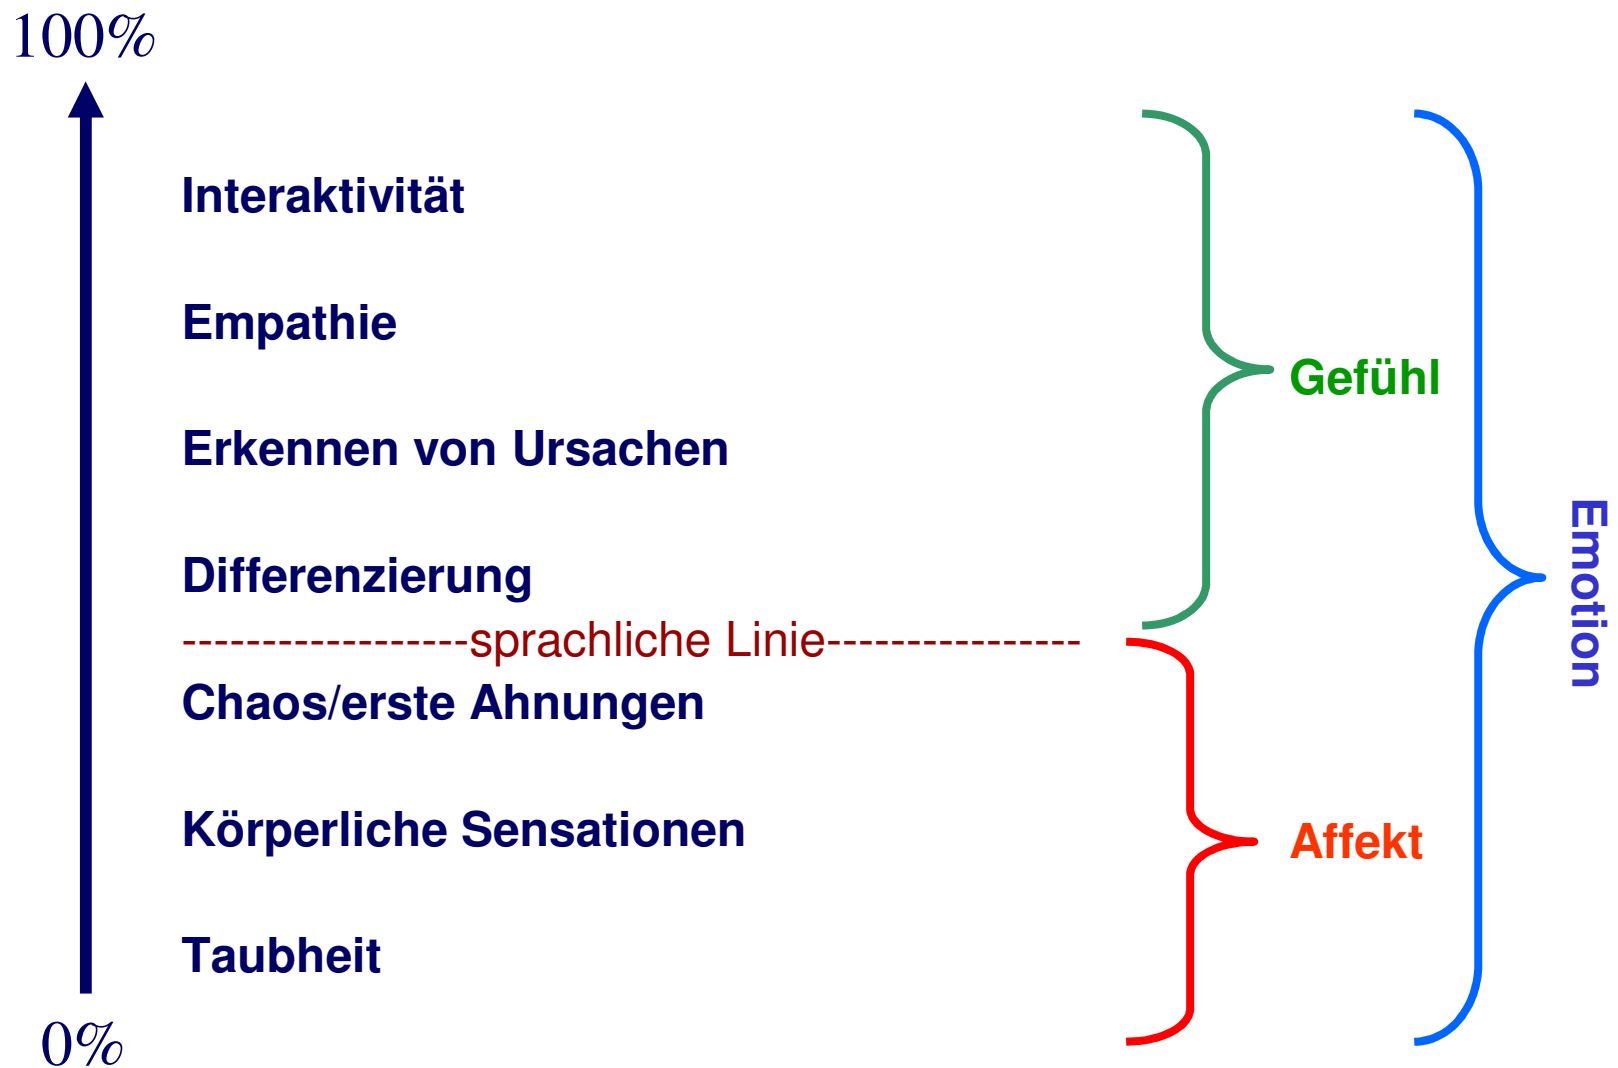 100%
Interaktivität
Empathie
Gefühl
Erkennen von Ursachen
Emotion
Differenzierung
------------------sprachliche Linie----------------
Chaos/erste Ahnungen
Körperliche Sensationen
Affekt
Taubheit
0%